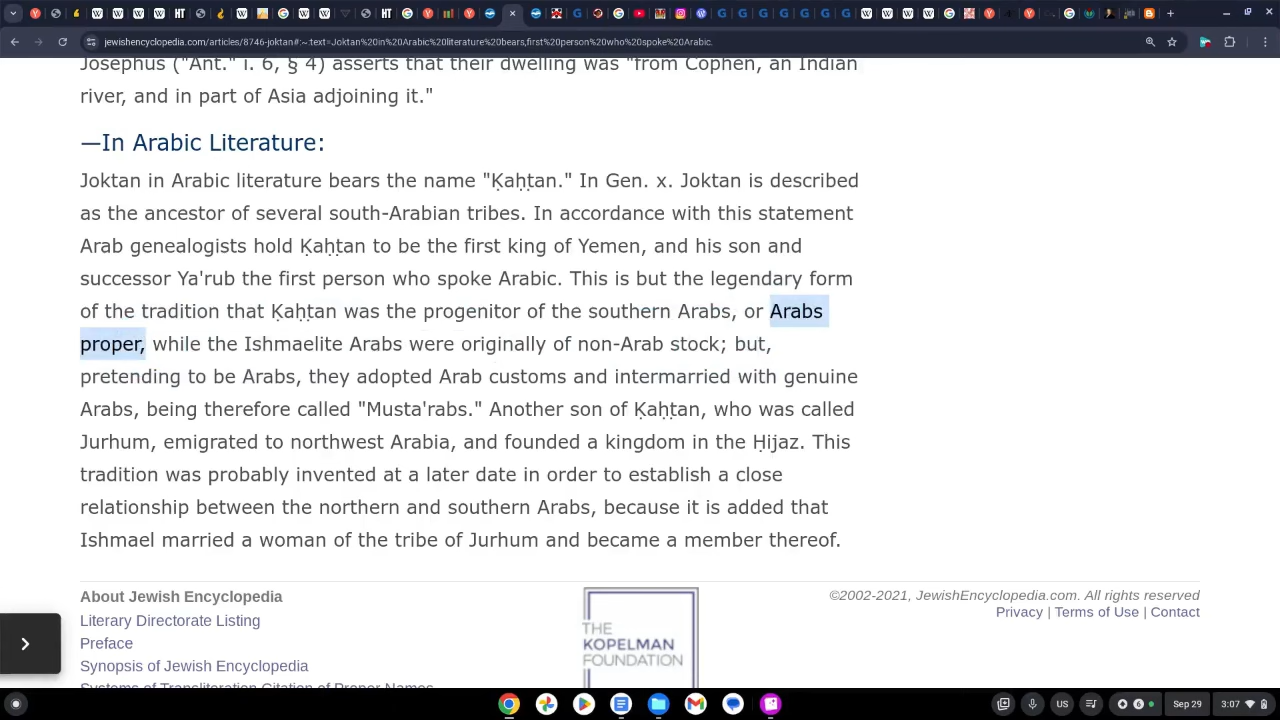 jewishencyclopedia.com/articles/8746-joktan#:~:text=Joktan%20in%20Arabic%20literature%20bears,first%20person%20who%20spoke%20Arabic.
Josephus ("Ant." i. 6, § 4) asserts that their dwelling was "from Cophen, an Indian
river, and in part of Asia adjoining it."
—In Arabic Literature:
Joktan in Arabic literature bears the name "Ḳaḥṭan." In Gen. x. Joktan is described
as the ancestor of several south-Arabian tribes. In accordance with this statement
Arab genealogists hold Ḳaḥṭan to be the first king of Yemen, and his son and
successor Ya'rub the first person who spoke Arabic. This is but the legendary form
of the tradition that Ḳaḥṭan was the progenitor of the southern Arabs, or Arabs
proper, while the Ishmaelite Arabs were originally of non-Arab stock; but,
pretending to be Arabs, they adopted Arab customs and intermarried with genuine
Arabs, being therefore called "Musta'rabs." Another son of Ḳaḥṭan, who was called
Jurhum, emigrated to northwest Arabia, and founded a kingdom in the Ḥijaz. This
tradition was probably invented at a later date in order to establish a close
relationship between the northern and southern Arabs, because it is added that
Ishmael married a woman of the tribe of Jurhum and became a member thereof.
About Jewish Encyclopedia
Literary Directorate Listing
Preface
Synopsis of Jewish Encyclopedia
Systems of Transliteration Citation of Proper Names
THE
KOPELMAN
FOUNDATION
©2002-2021, JewishEncyclopedia.com. All rights reserved
Privacy | Terms of Use | Contact
US
6
Sep 29
3:07